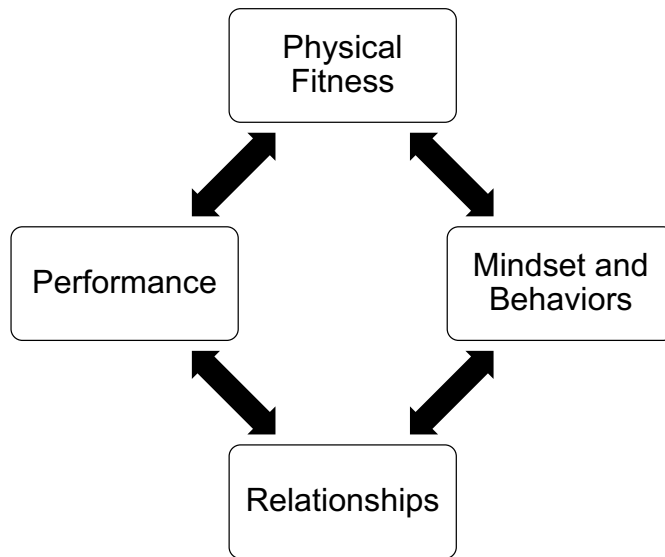 Physical
Fitness
Performance
Mindset and
Behaviors
Relationships